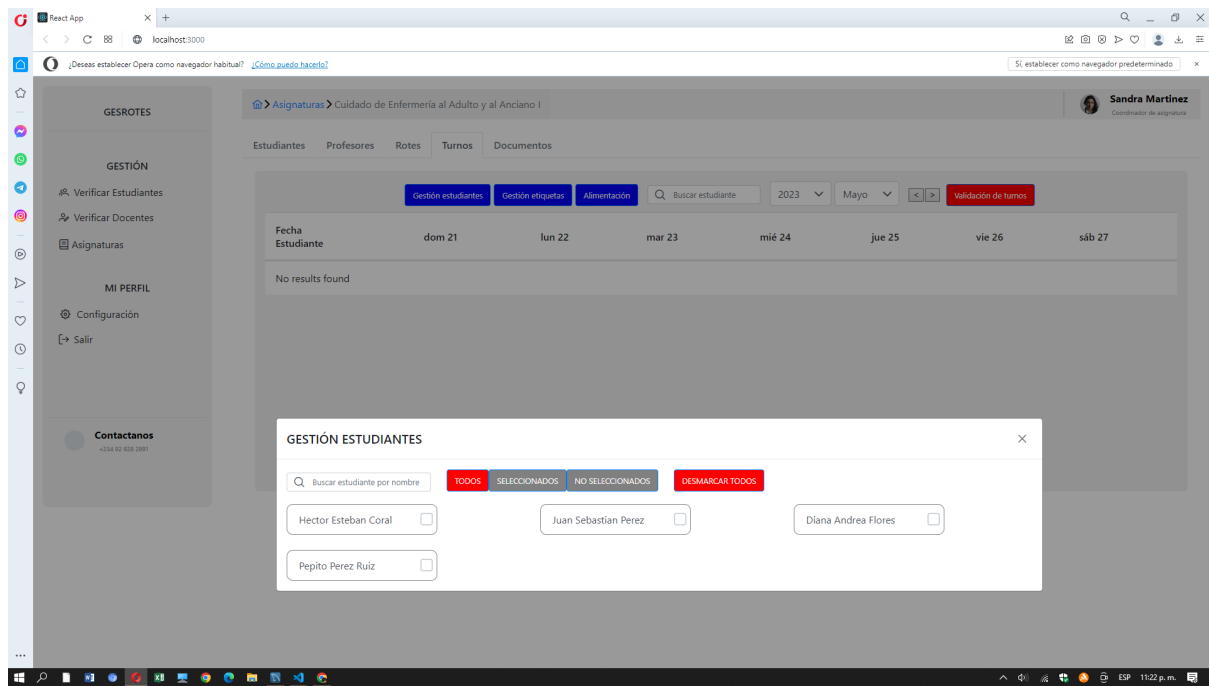 React App
localhost:3000
¿Deseas establecer Opera como navegador habitual? ¿Cómo puedo hacerlo?
Sí, establecer como navegador predeterminado
GESROTES
Asignaturas Cuidado de Enfermería al Adulto y al Anciano I
Sandra Martinez
Coordinador de asignatura
Estudiantes Profesores Rotes Turnos Documentos
GESTIÓN
Verificar Estudiantes
Verificar Docentes
Asignaturas
MI PERFIL
Configuración
Salir
Contactanos
+234 92 928 2891
Gestión estudiantes Gestión etiquetas Alimentación Buscar estudiante 2023 Mayo < > Validación de turnos
Fecha
Estudiante
dom 21 lun 22 mar 23 mié 24 jue 25 vie 26 sáb 27
No results found
GESTIÓN ESTUDIANTES
Buscar estudiante por nombre TODOS SELECCIONADOS NO SELECCIONADOS DESMARCAR TODOS
Hector Esteban Coral Juan Sebastian Perez Diana Andrea Flores
Pepito Perez Ruiz
ESP 11:22 p. m.